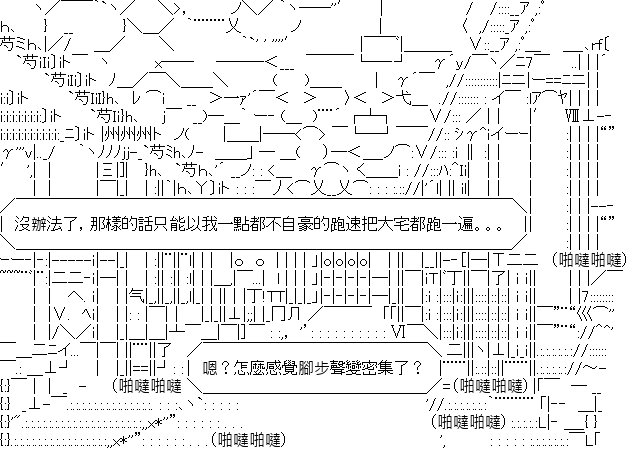 沒辦法了，那樣的話只能以我一點都不自豪的跑速把大宅都跑一遍。。。
（啪噠啪噠）
嗯？怎麼感覺腳步聲變密集了？
（啪噠啪噠
（啪噠啪噠）
（啪噠啪噠）
（啪噠啪噠）